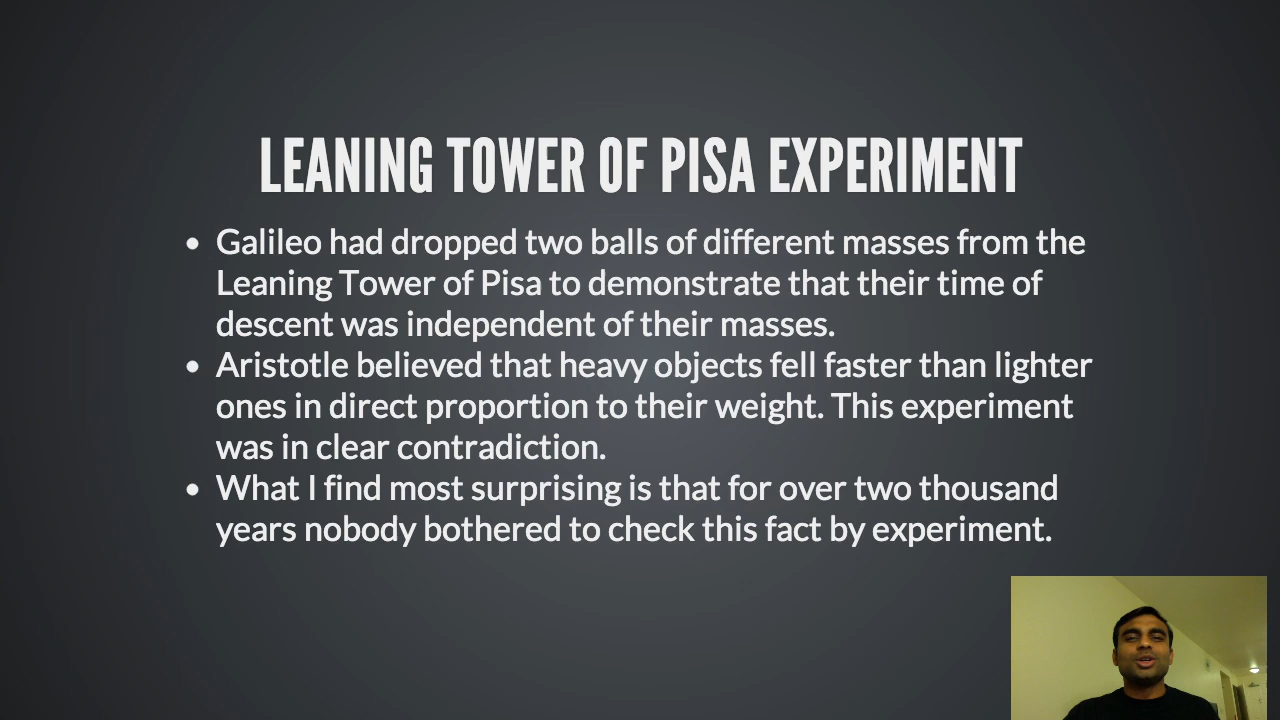 LEANING TOWER OF PISA EXPERIMENT
• Galileo had dropped two balls of different masses from the
Leaning Tower of Pisa to demonstrate that their time of
descent was independent of their masses.
• Aristotle believed that heavy objects fell faster than lighter
ones in direct proportion to their weight. This experiment
was in clear contradiction.
• What I find most surprising is that for over two thousand
years nobody bothered to check this fact by experiment.